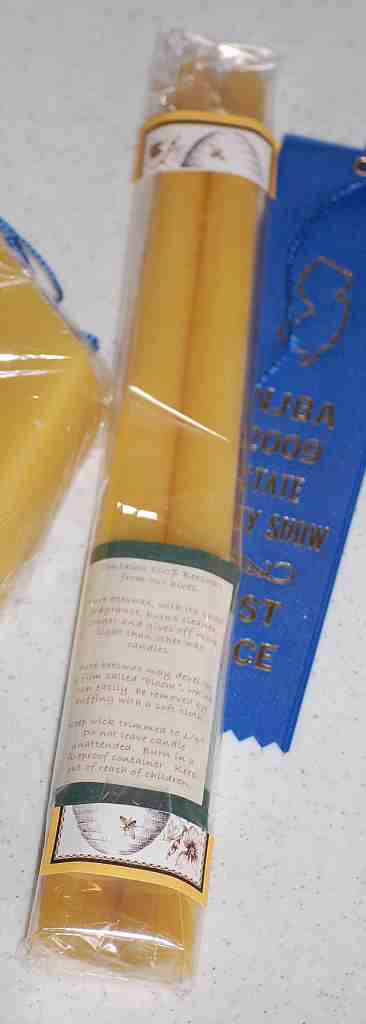 100% Beeswax
from our hives.
Pure beeswax, with its
fragrance, burns cleaner,
longer and gives off more
light than other wax
candles.
Pure beeswax may develop
a film called "bloom", which
can easily be removed by
buffing with a soft cloth.
Keep wick trimmed to 1/4".
Do not leave candle
unattended. Burn in a
fireproof container. Keep
out of reach of children.
NJBA
2009
STATE
Y SHOW
ST
CE